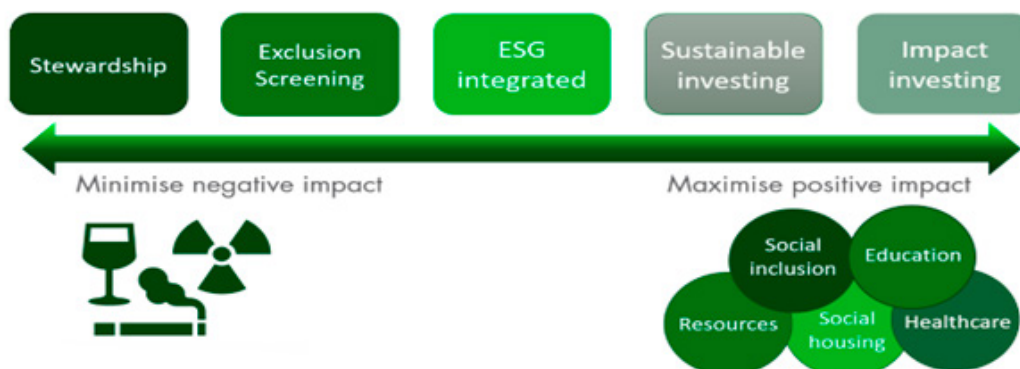 Stewardship
Exclusion
Screening
ESG
integrated
Sustainable
investing
Impact
investing
Minimise negative impact
Maximise positive impact
Social
inclusion
Education
Resources
Social
housing
Healthcare